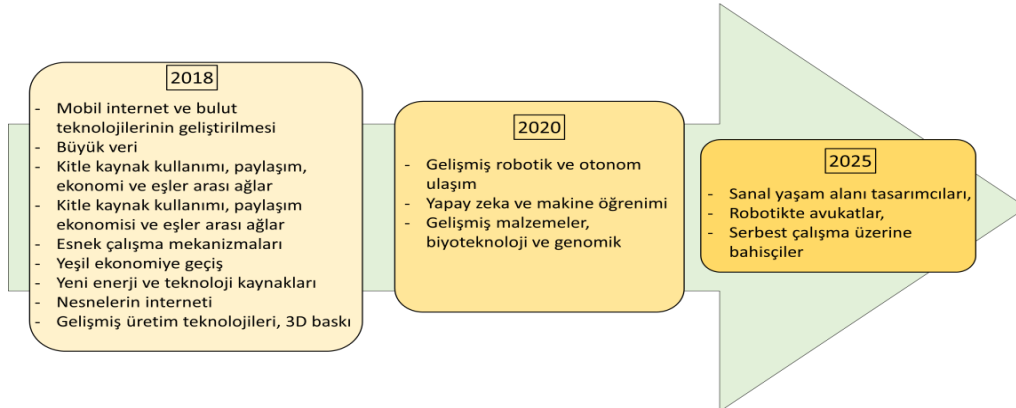 2018
- Mobil internet ve bulut
teknolojilerinin geliştirilmesi
- Büyük veri
- Kitle kaynak kullanımı, paylaşım,
ekonomi ve eşler arası ağlar
- Kitle kaynak kullanımı, paylaşım
ekonomisi ve eşler arası ağlar
- Esnek çalışma mekanizmaları
- Yeşil ekonomiye geçiş
- Yeni enerji ve teknoloji kaynakları
- Nesnelerin interneti
- Gelişmiş üretim teknolojileri, 3D baskı
2020
- Gelişmiş robotik ve otonom
ulaşım
- Yapay zeka ve makine öğrenimi
- Gelişmiş malzemeler,
biyoteknoloji ve genomik
2025
- Sanal yaşam alanı tasarımcıları,
- Robotikte avukatlar,
- Serbest çalışma üzerine
bahisçiler